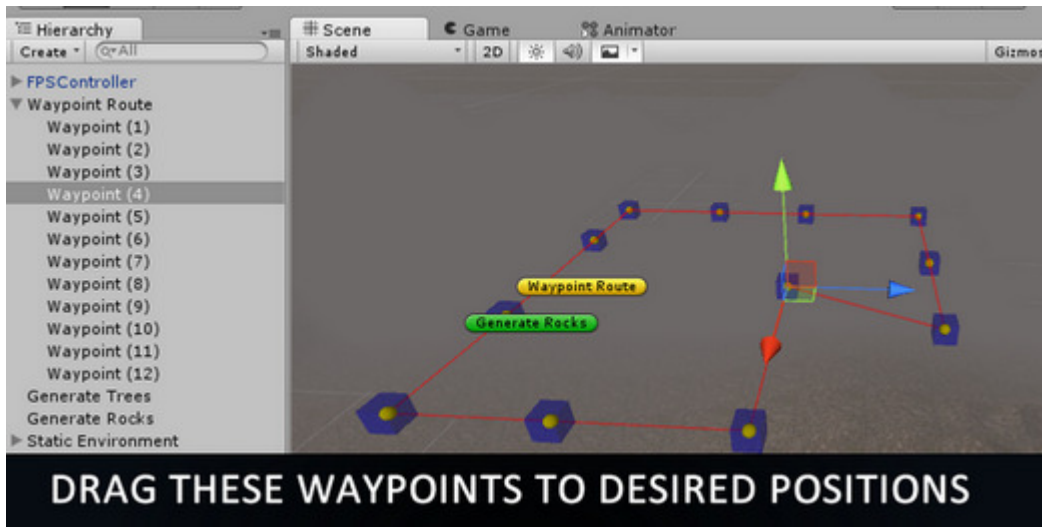 Hierarchy
Create
All
FPSController
Waypoint Route
Waypoint (1)
Waypoint (2)
Waypoint (3)
Waypoint (4)
Waypoint (5)
Waypoint (6)
Waypoint (7)
Waypoint (8)
Waypoint (9)
Waypoint (10)
Waypoint (11)
Waypoint (12)
Generate Trees
Generate Rocks
Static Environment
Scene Game Animator
Shaded 2D Gizmos
Waypoint Route
Generate Rocks
DRAG THESE WAYPOINTS TO DESIRED POSITIONS